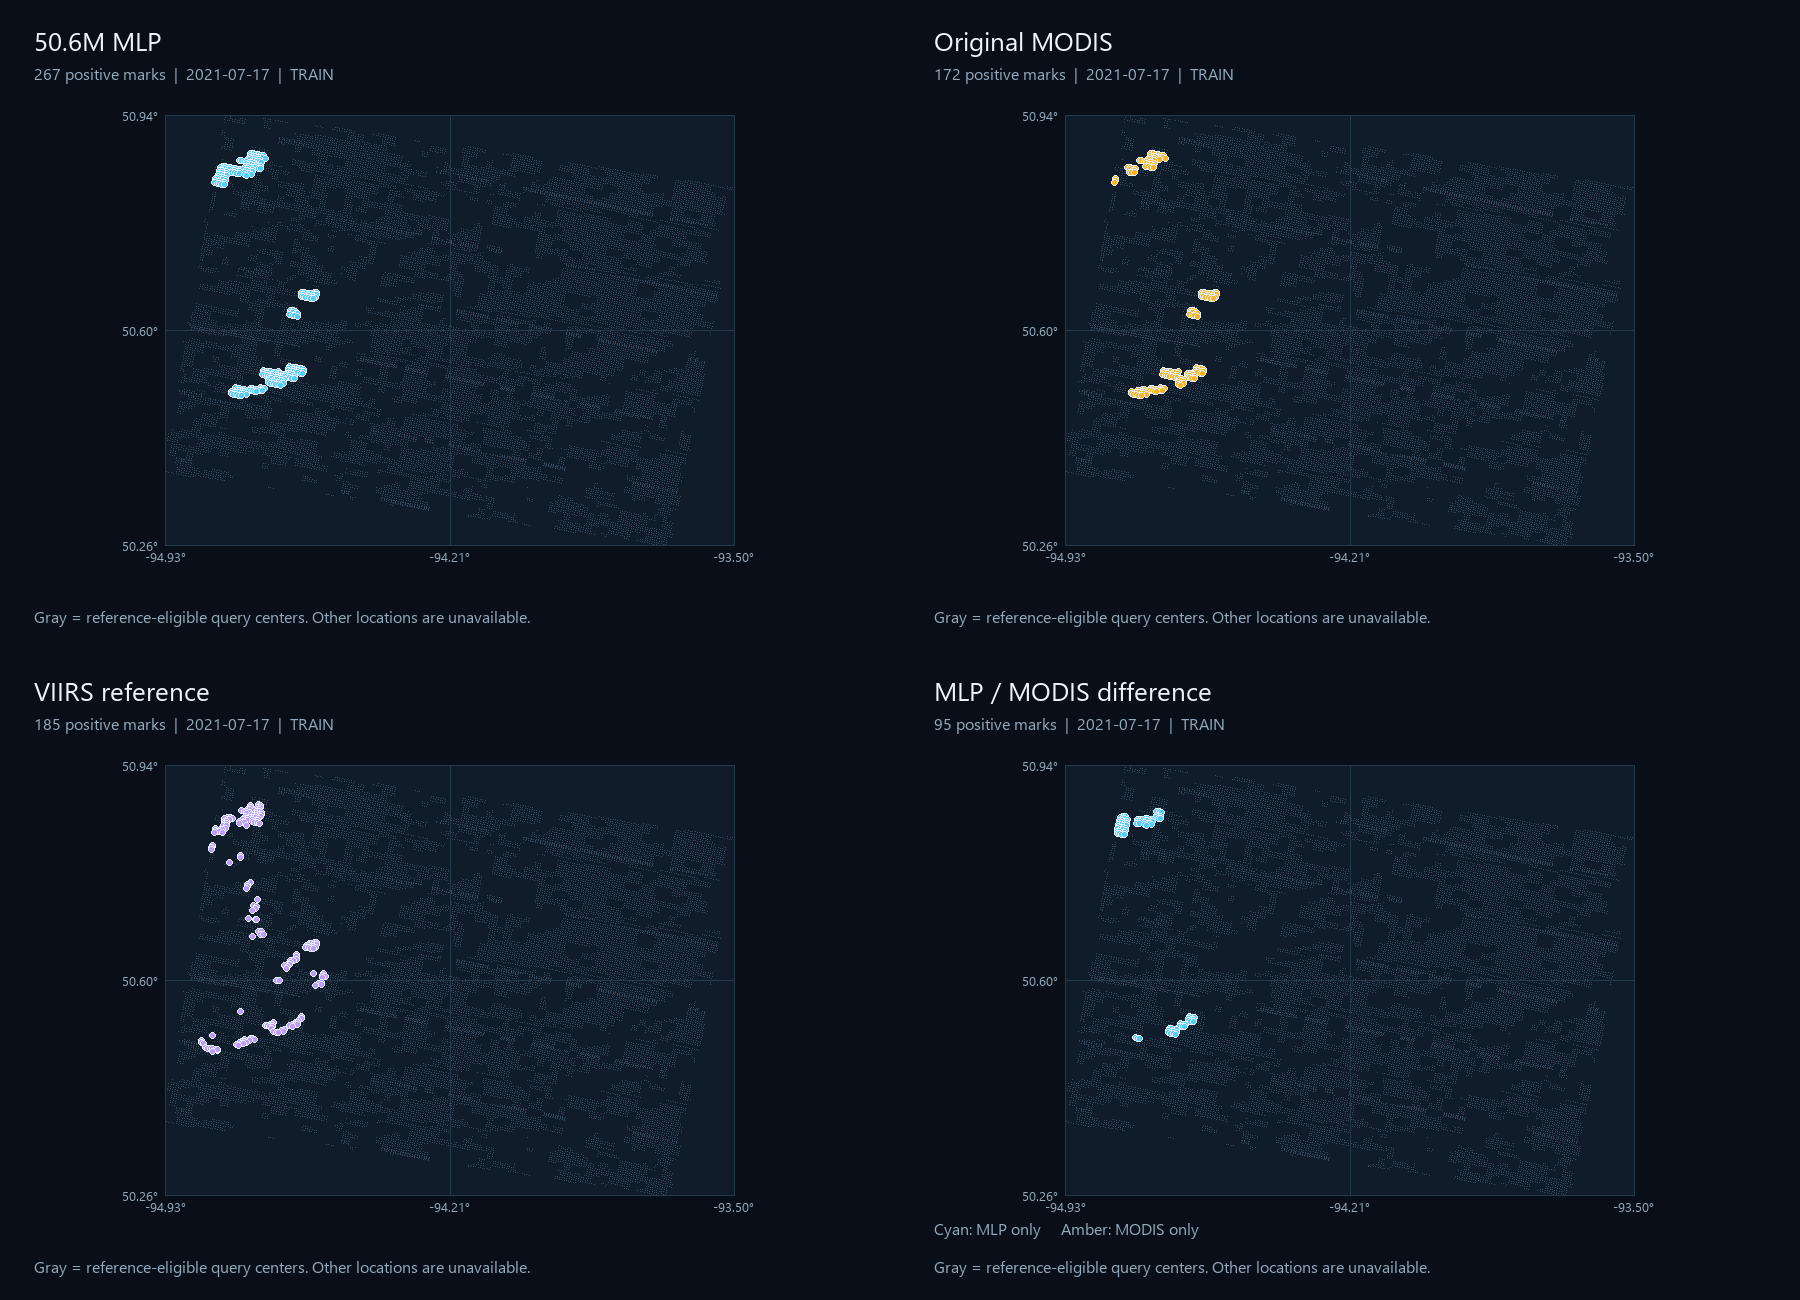 50.6M MLP
267 positive marks | 2021-07-17 | TRAIN
50.94°
50.60°
50.26°
-94.93°
-94.21°
-93.50°
Gray = reference-eligible query centers. Other locations are unavailable.
Original MODIS
172 positive marks | 2021-07-17 | TRAIN
50.94°
50.60°
50.26°
-94.93°
-94.21°
-93.50°
Gray = reference-eligible query centers. Other locations are unavailable.
VIIRS reference
185 positive marks | 2021-07-17 | TRAIN
50.94°
50.60°
50.26°
-94.93°
-94.21°
-93.50°
Gray = reference-eligible query centers. Other locations are unavailable.
MLP / MODIS difference
95 positive marks | 2021-07-17 | TRAIN
50.94°
50.60°
50.26°
-94.93°
-94.21°
-93.50°
Cyan: MLP only Amber: MODIS only
Gray = reference-eligible query centers. Other locations are unavailable.